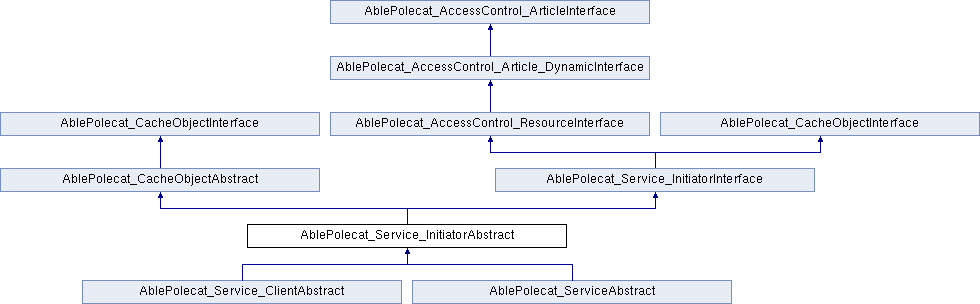 AblePolecat_AccessControl_ArticleInterface
AblePolecat_AccessControl_Article_DynamicInterface
AblePolecat_CacheObjectInterface
AblePolecat_AccessControl_ResourceInterface
AblePolecat_CacheObjectInterface
AblePolecat_CacheObjectAbstract
AblePolecat_Service_InitiatorInterface
AblePolecat_Service_InitiatorAbstract
AblePolecat_Service_ClientAbstract
AblePolecat_ServiceAbstract